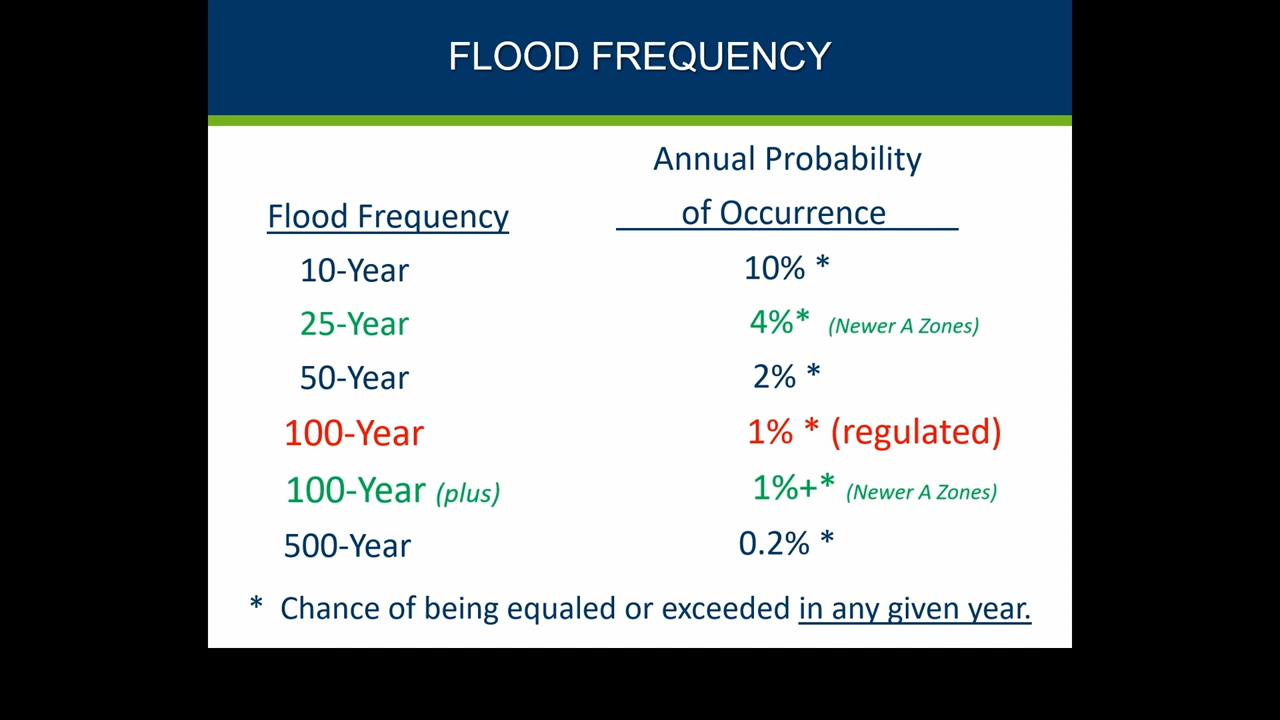 FLOOD FREQUENCY
Annual Probability
Flood Frequency of Occurrence
10-Year 10% *
25-Year 4%* (Newer A Zones)
50-Year 2% *
100-Year 1% * (regulated)
100-Year (plus) 1%+* (Newer A Zones)
500-Year 0.2% *
* Chance of being equaled or exceeded in any given year.